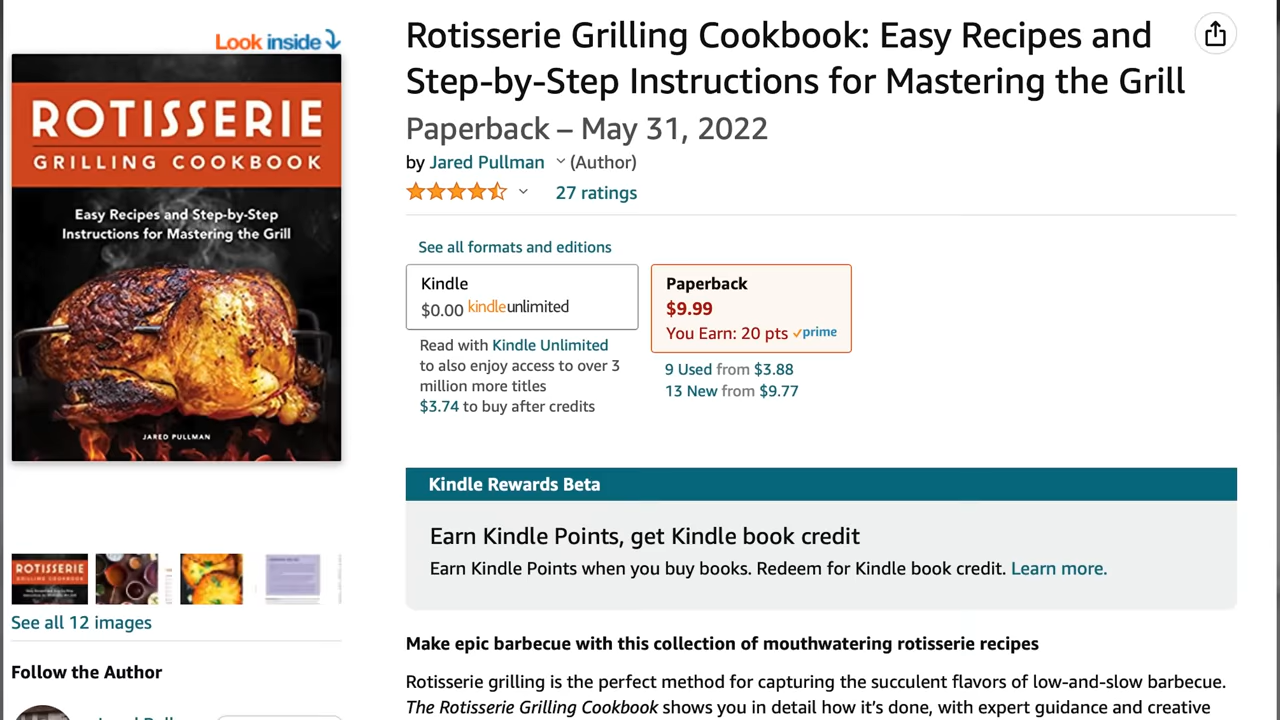 Look inside
ROTISSERIE
GRILLING COOKBOOK
Easy Recipes and Step-by-Step
Instructions for Mastering the Grill
JARED PULLMAN
ROTISSERIE
GRILLING COOKBOOK
See all 12 images
Follow the Author
Rotisserie Grilling Cookbook: Easy Recipes and
Step-by-Step Instructions for Mastering the Grill
Paperback – May 31, 2022
by Jared Pullman (Author)
27 ratings
See all formats and editions
Kindle
$0.00 kindleunlimited
Read with Kindle Unlimited
to also enjoy access to over 3
million more titles
$3.74 to buy after credits
Paperback
$9.99
You Earn: 20 pts prime
9 Used from $3.88
13 New from $9.77
Kindle Rewards Beta
Earn Kindle Points, get Kindle book credit
Earn Kindle Points when you buy books. Redeem for Kindle book credit. Learn more.
Make epic barbecue with this collection of mouthwatering rotisserie recipes
Rotisserie grilling is the perfect method for capturing the succulent flavors of low-and-slow barbecue.
The Rotisserie Grilling Cookbook shows you in detail how it's done, with expert guidance and creative